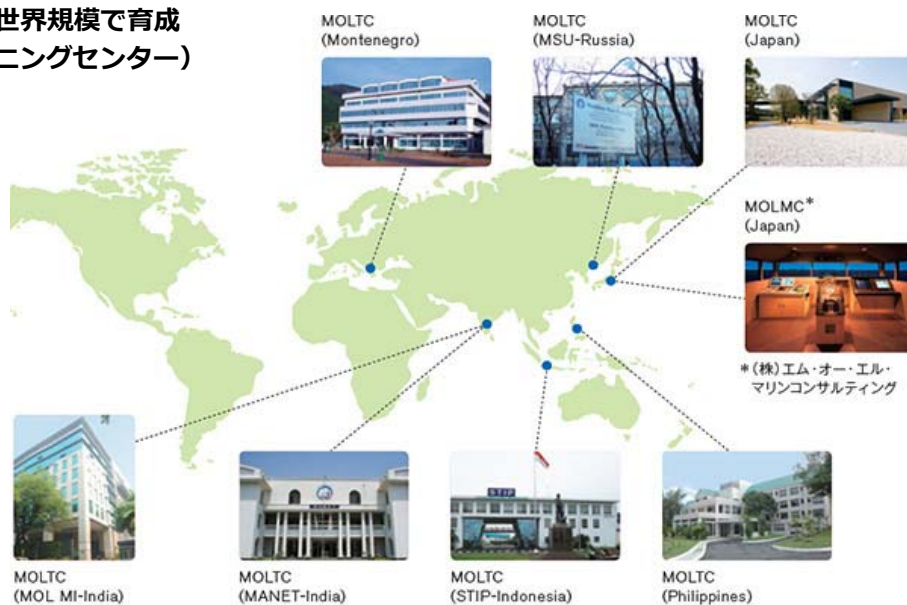 世界規模で育成
ニングセンター）
MOLTC
(Montenegro)
MOLTC
(MSU-Russia)
MOLTC
(Japan)
MOLMC*
(Japan)
*（株）エム・オー・エル・
マリンコンサルティング
STIP
MOLTC
(MOL MI-India)
MOLTC
(MANET-India)
MOLTC
(STIP-Indonesia)
MOLTC
(Philippines)